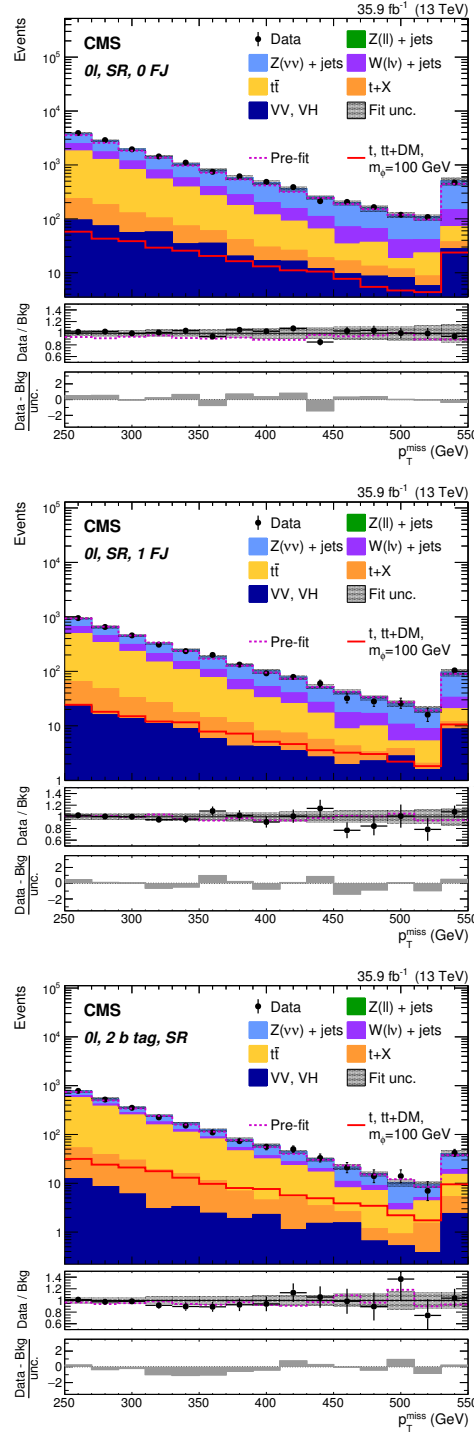 35.9 fb⁻¹ (13 TeV)
Events
10⁵
10⁴
10³
10²
10
CMS
0l, SR, 0 FJ
Data
Z(νν) + jets
tt̄
VV, VH
Z(ll) + jets
W(lν) + jets
t+X
Fit unc.
Pre-fit
t, tt+DM,
m_ϕ=100 GeV
Data / Bkg
1.4
1.2
1
0.8
0.6
Data - Bkg
unc.
2
0
−2
250 300 350 400 450 500 550
p_T^miss (GeV)
35.9 fb⁻¹ (13 TeV)
Events
10⁵
10⁴
10³
10²
10
1
CMS
0l, SR, 1 FJ
Data
Z(νν) + jets
tt̄
VV, VH
Z(ll) + jets
W(lν) + jets
t+X
Fit unc.
Pre-fit
t, tt+DM,
m_ϕ=100 GeV
Data / Bkg
1.4
1.2
1
0.8
0.6
Data - Bkg
unc.
2
0
−2
250 300 350 400 450 500 550
p_T^miss (GeV)
35.9 fb⁻¹ (13 TeV)
Events
10⁵
10⁴
10³
10²
10
1
CMS
0l, 2 b tag, SR
Data
Z(νν) + jets
tt̄
VV, VH
Z(ll) + jets
W(lν) + jets
t+X
Fit unc.
Pre-fit
t, tt+DM,
m_ϕ=100 GeV
Data / Bkg
1.4
1.2
1
0.8
0.6
Data - Bkg
unc.
2
0
−2
250 300 350 400 450 500 550
p_T^miss (GeV)